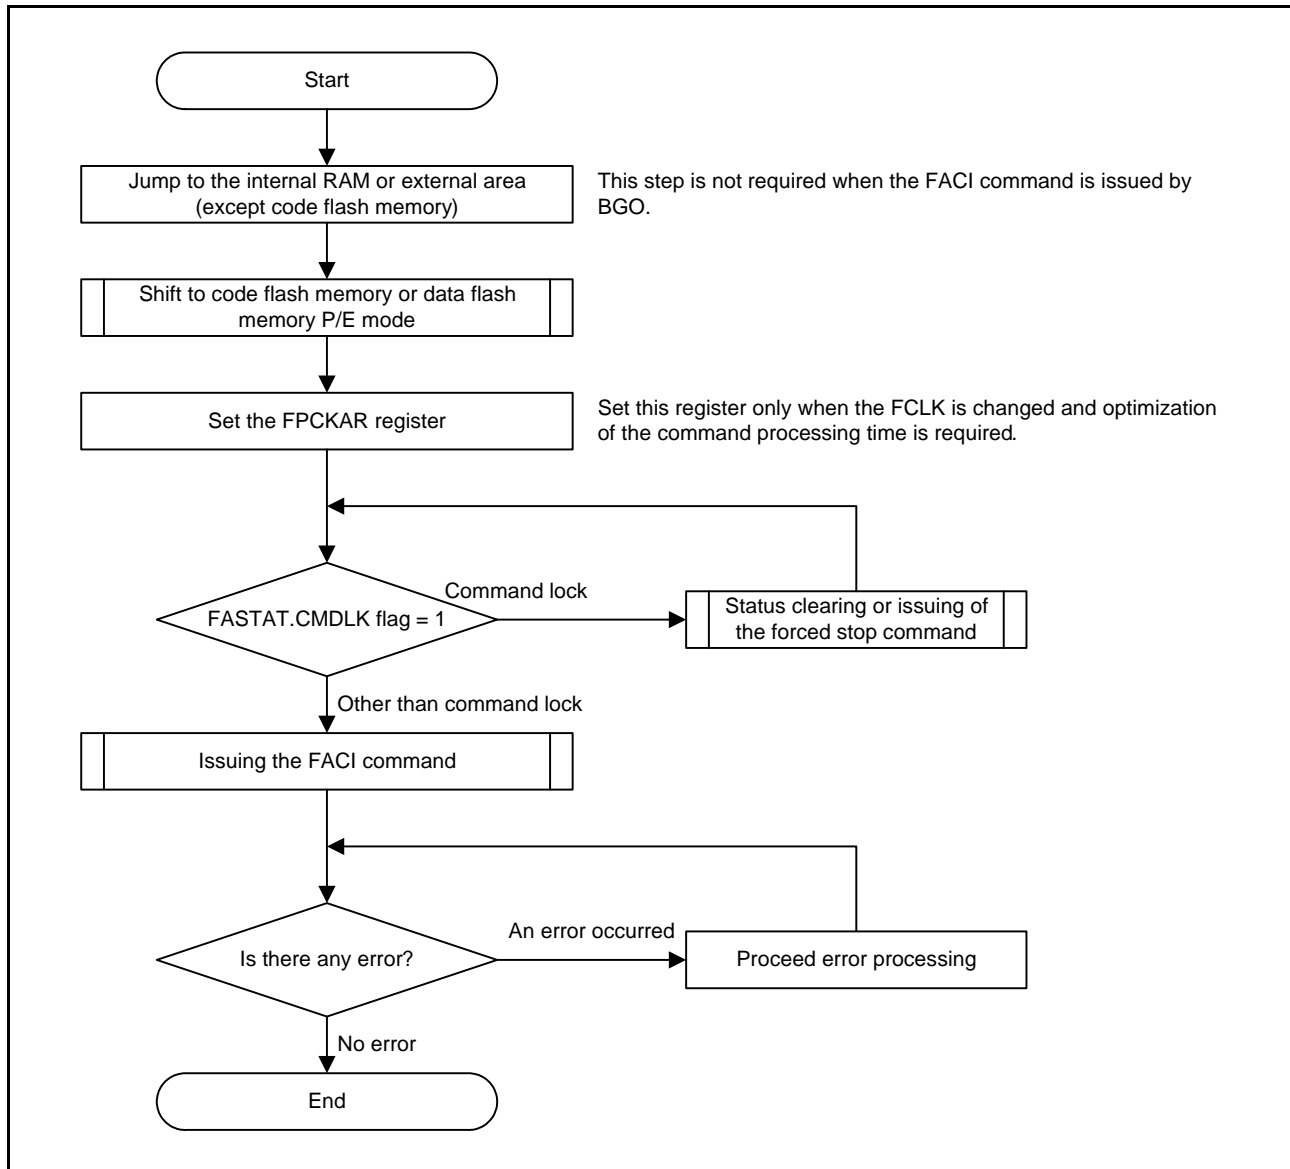 Start
Jump to the internal RAM or external area
(except code flash memory)
This step is not required when the FACI command is issued by
BGO.
Shift to code flash memory or data flash
memory P/E mode
Set the FPCKAR register
Set this register only when the FCLK is changed and optimization
of the command processing time is required.
FASTAT.CMDLK flag = 1
Command lock
Status clearing or issuing of
the forced stop command
Other than command lock
Issuing the FACI command
Is there any error?
An error occurred
Proceed error processing
No error
End